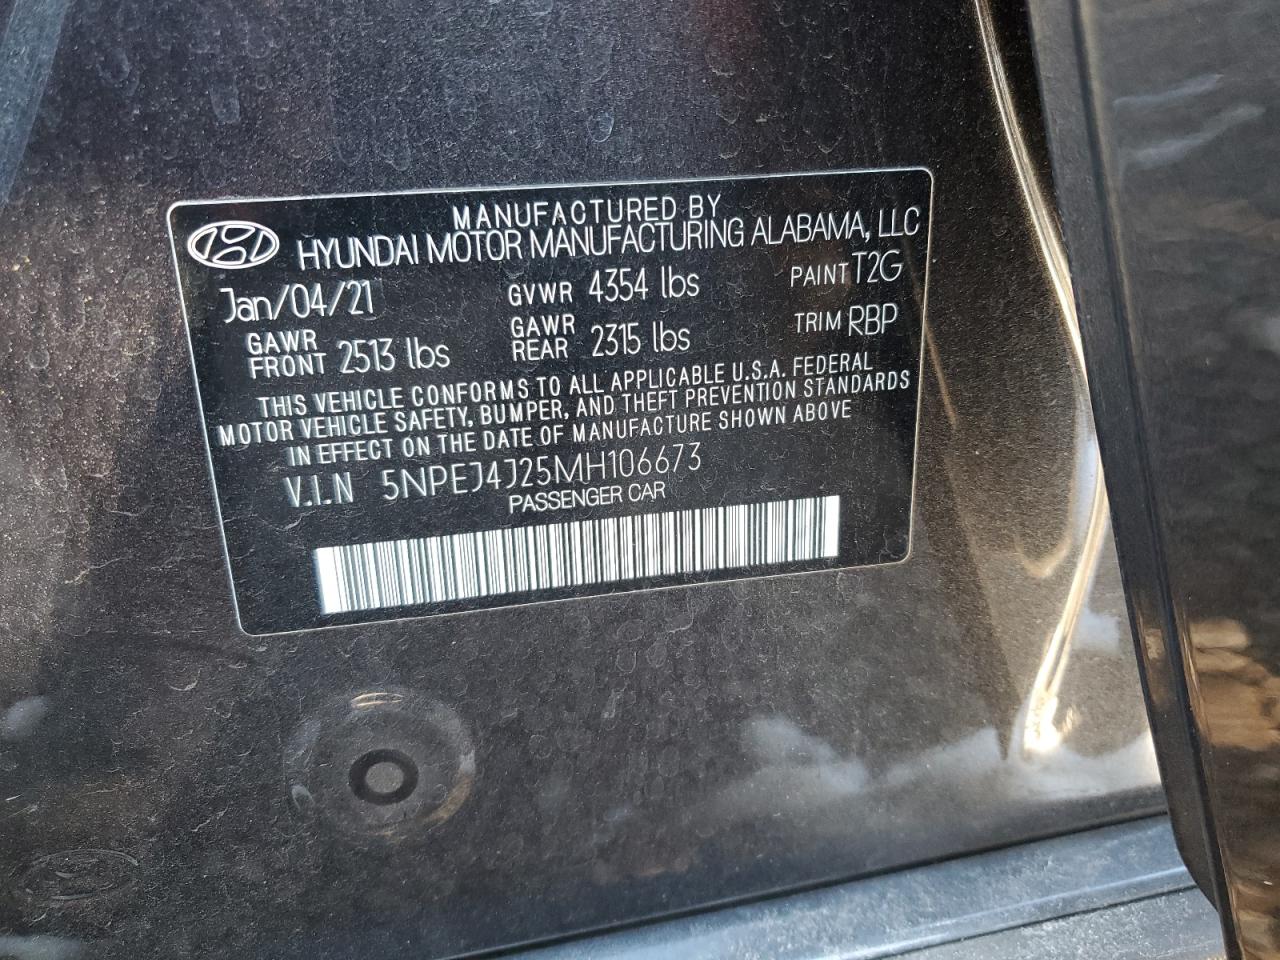 MANUFACTURED BY
HYUNDAI MOTOR MANUFACTURING ALABAMA, LLC
Jan/04/21 GVWR 4354 lbs PAINT T2G
GAWR FRONT 2513 lbs GAWR REAR 2315 lbs TRIM RBP
THIS VEHICLE CONFORMS TO ALL APPLICABLE U.S.A. FEDERAL
MOTOR VEHICLE SAFETY, BUMPER, AND THEFT PREVENTION STANDARDS
IN EFFECT ON THE DATE OF MANUFACTURE SHOWN ABOVE
V.I.N 5NPEJ4J25MH106673
PASSENGER CAR